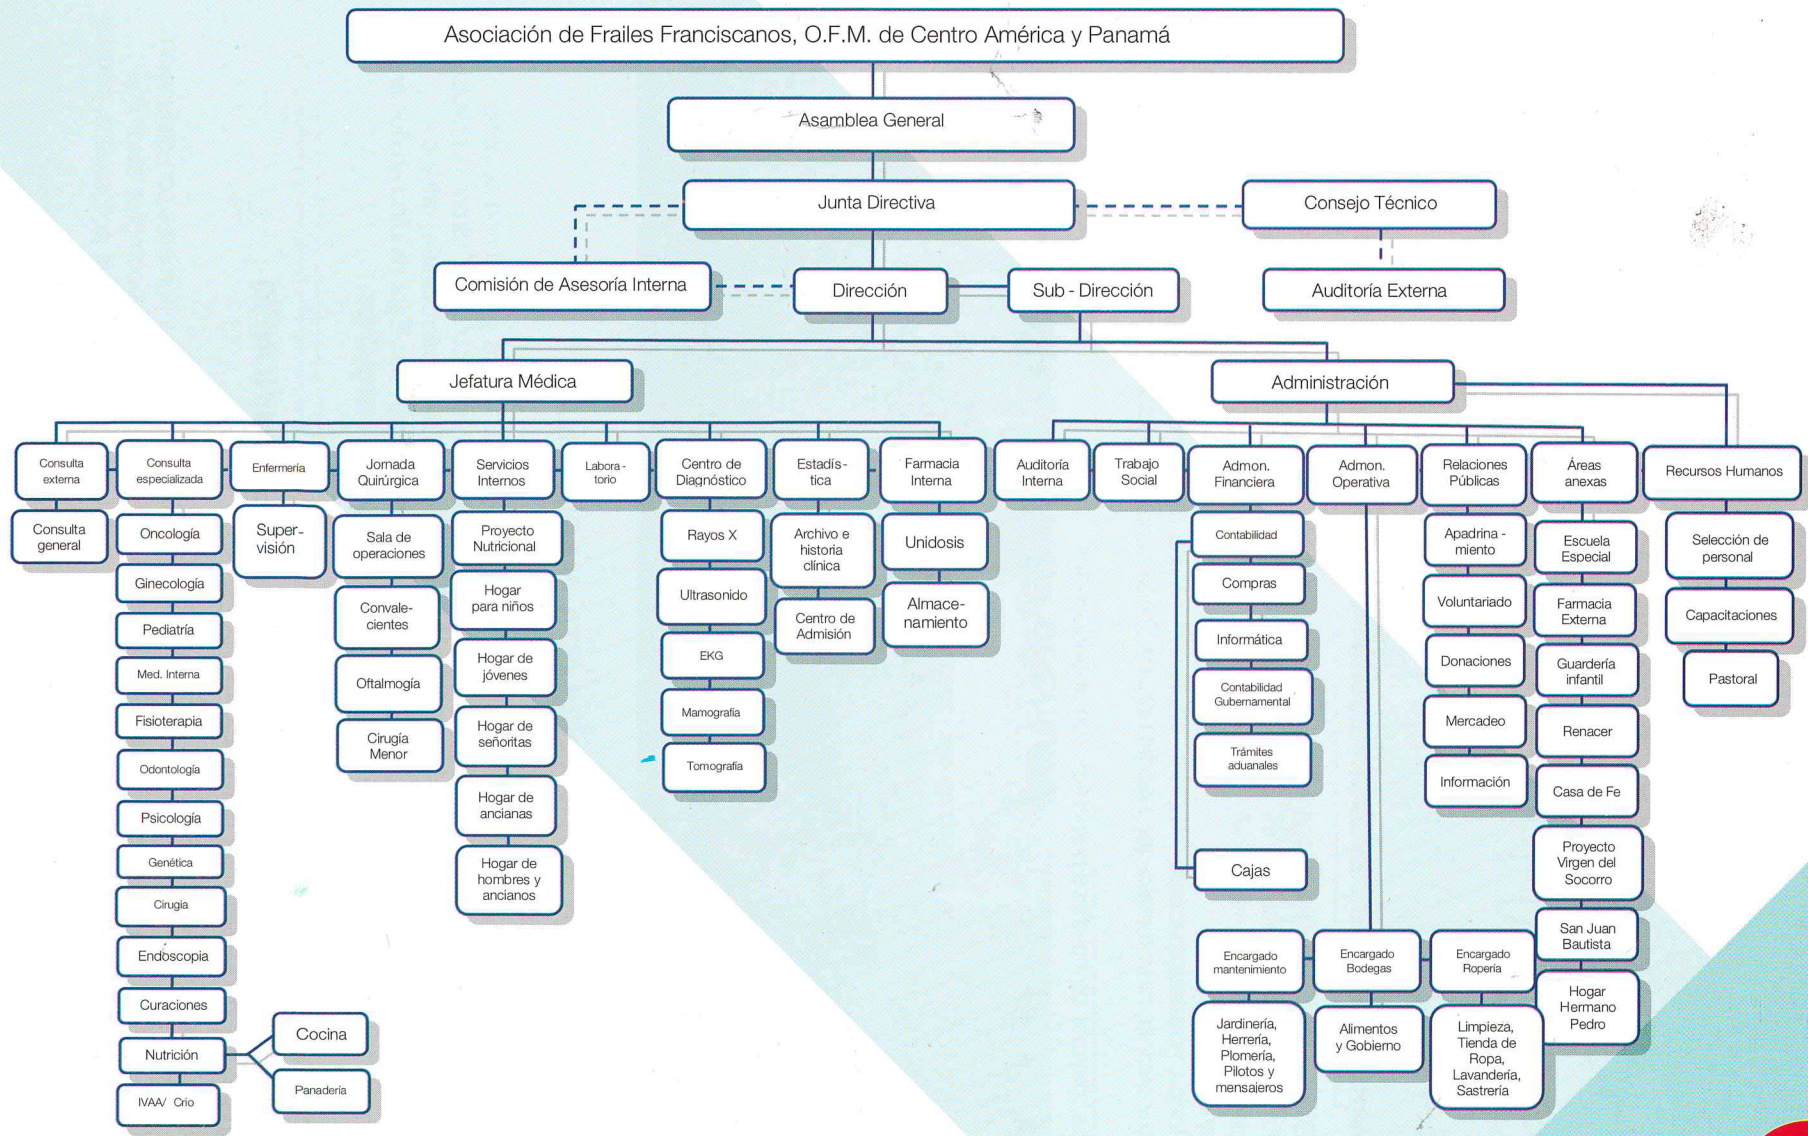 Asociación de Frailes Franciscanos, O.F.M. de Centro América y Panamá
Asamblea General
Junta Directiva
Consejo Técnico
Comisión de Asesoría Interna
Dirección
Sub - Dirección
Auditoría Externa
Jefatura Médica
Administración
Consulta
externa
Consulta
especializada
Enfermería
Jornada
Quirúrgica
Servicios
Internos
Labora -
torio
Centro de
Diagnóstico
Estadís-
tica
Farmacia
Interna
Auditoría
Interna
Trabajo
Social
Admon.
Financiera
Admon.
Operativa
Relaciones
Públicas
Áreas
anexas
Recursos Humanos
Consulta
general
Oncología
Ginecología
Pediatría
Med. Interna
Fisioterapia
Odontología
Psicología
Genética
Cirugía
Endoscopia
Curaciones
Nutrición
IVAA/ Crio
Cocina
Panadería
Super-
visión
Sala de
operaciones
Convale-
cientes
Oftalmogía
Cirugía
Menor
Proyecto
Nutricional
Hogar
para niños
Hogar de
jóvenes
Hogar de
señoritas
Hogar de
ancianas
Hogar de
hombres y
ancianos
Rayos X
Ultrasonido
EKG
Mamografía
Tomografía
Archivo e
historia
clínica
Centro de
Admisión
Unidosis
Almace-
namiento
Contabilidad
Compras
Informática
Contabilidad
Gubernamental
Trámites
aduanales
Cajas
Encargado
mantenimiento
Jardinería,
Herrería,
Plomería,
Pilotos y
mensajeros
Encargado
Bodegas
Alimentos
y Gobierno
Encargado
Ropería
Limpieza,
Tienda de
Ropa,
Lavandería,
Sastrería
Apadrina -
miento
Voluntariado
Donaciones
Mercadeo
Información
Escuela
Especial
Farmacia
Externa
Guardería
infantil
Renacer
Casa de Fe
Proyecto
Virgen del
Socorro
San Juan
Bautista
Hogar
Hermano
Pedro
Selección de
personal
Capacitaciones
Pastoral